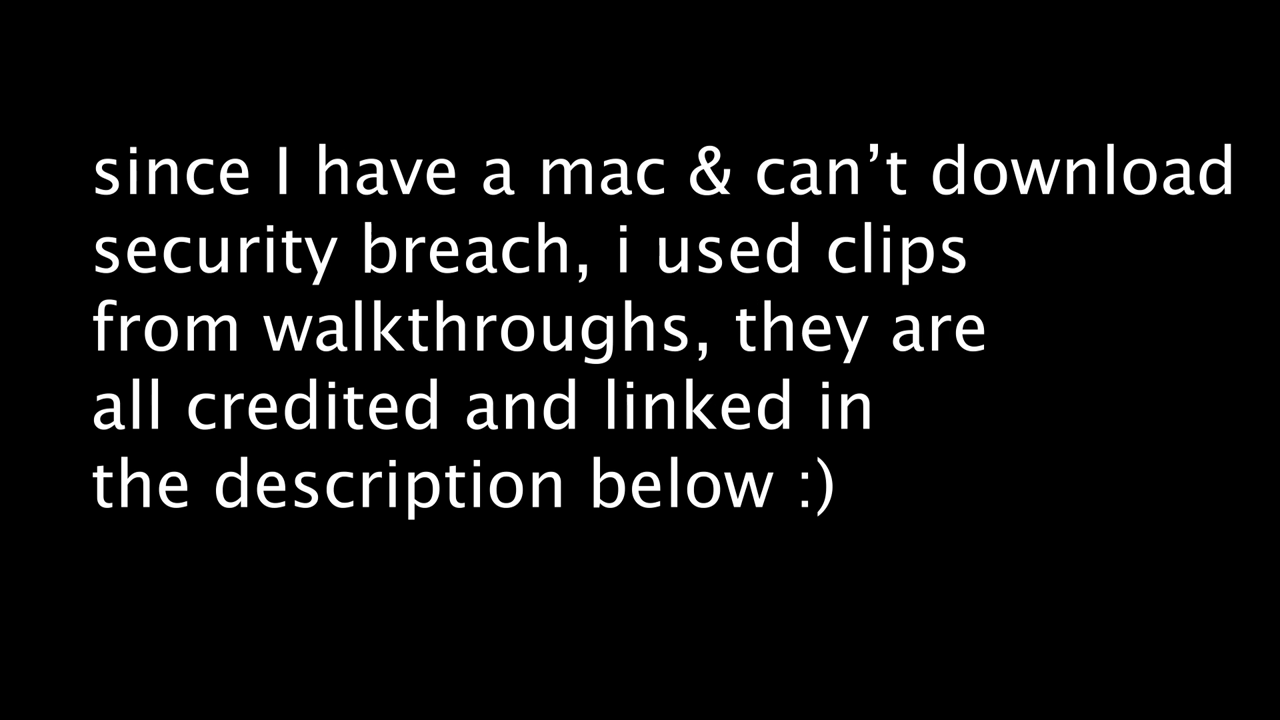 since I have a mac & can’t download
security breach, i used clips
from walkthroughs, they are
all credited and linked in
the description below :)